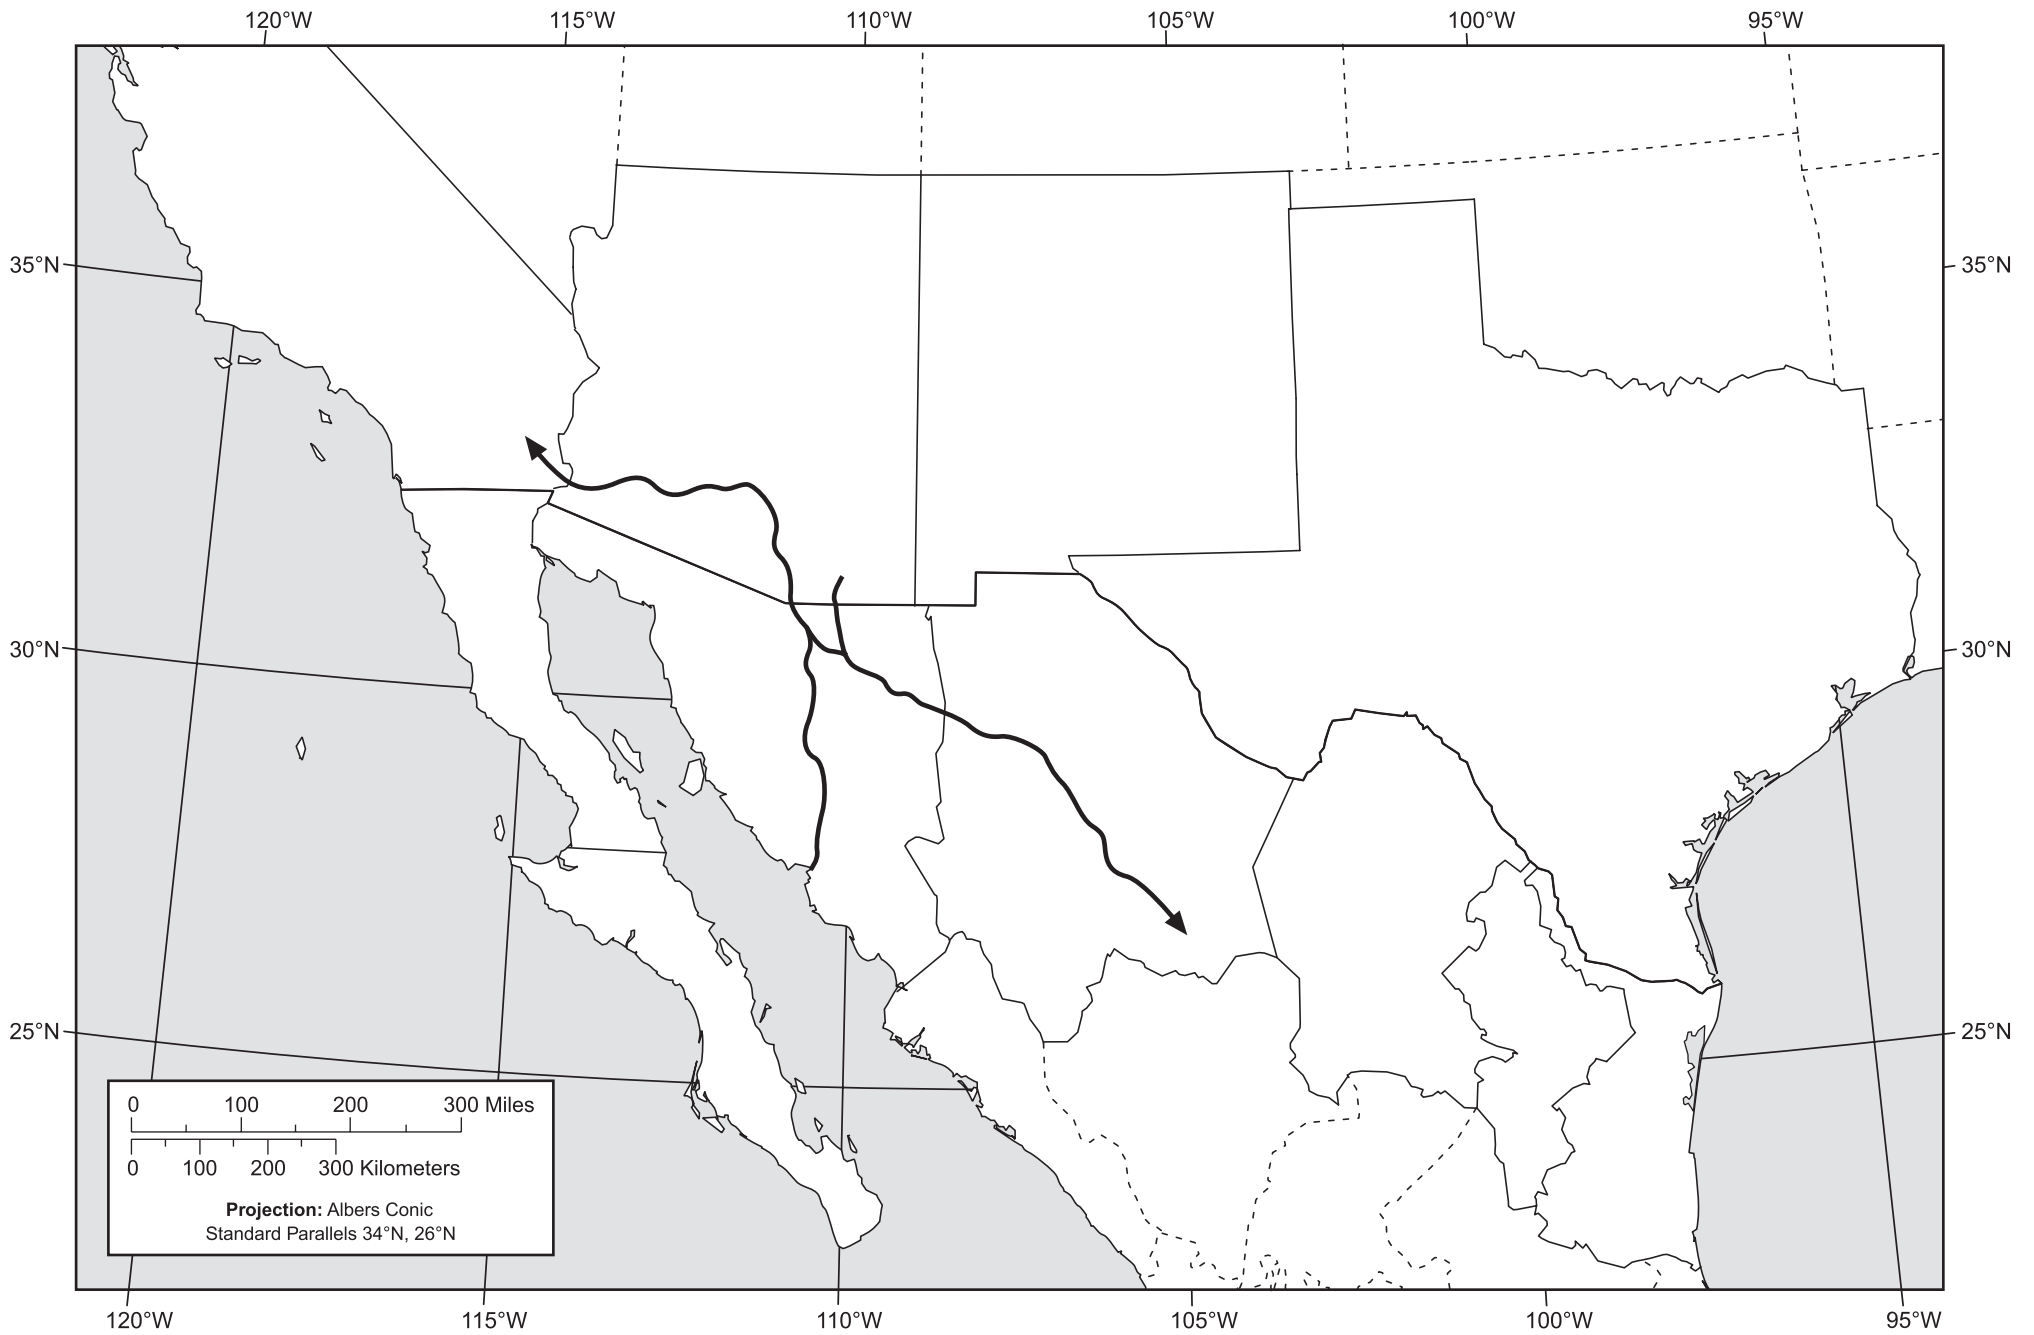 120°W 115°W 110°W 105°W 100°W 95°W
35°N 35°N
30°N 30°N
25°N 25°N
0 100 200 300 Miles
0 100 200 300 Kilometers
Projection: Albers Conic
Standard Parallels 34°N, 26°N
120°W 115°W 110°W 105°W 100°W 95°W